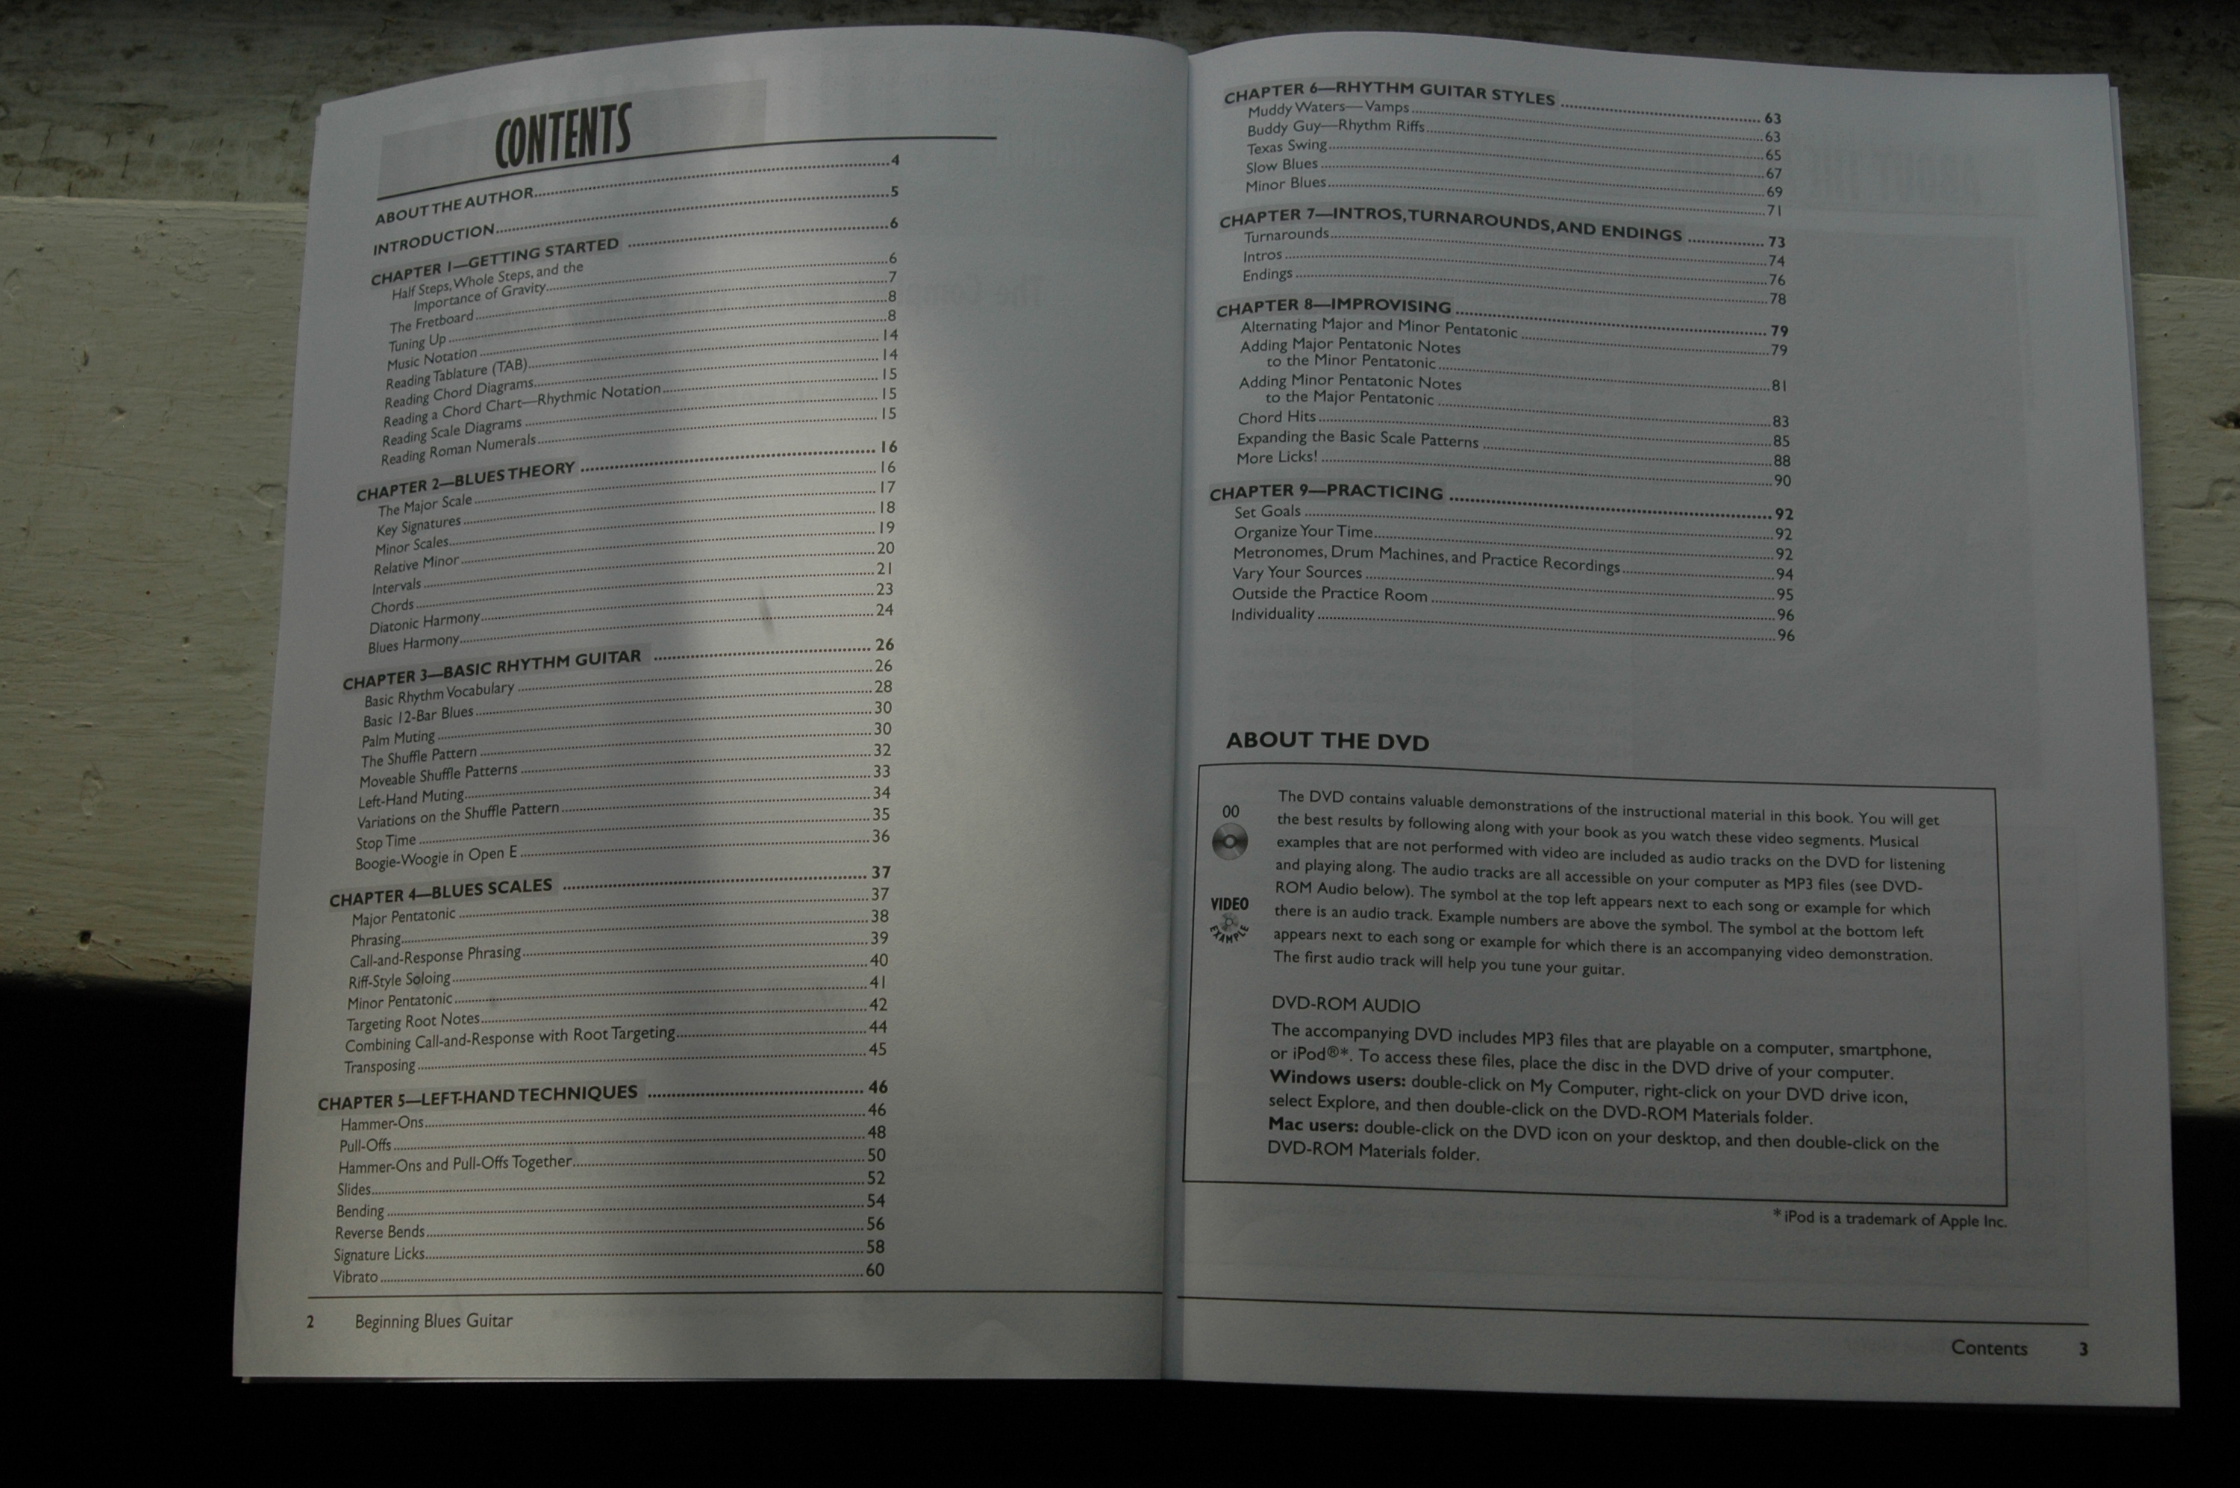 CONTENTS
ABOUT THE AUTHOR........4
INTRODUCTION........5
CHAPTER 1—GETTING STARTED ........6
Half Steps, Whole Steps, and the
Importance of Gravity........6
The Fretboard........7
Tuning Up ........8
Music Notation ........8
Reading Tablature (TAB)........14
Reading Chord Diagrams........14
Reading a Chord Chart—Rhythmic Notation........15
Reading Scale Diagrams ........15
Reading Roman Numerals........15
CHAPTER 2—BLUES THEORY ........16
The Major Scale ........16
Key Signatures ........17
Minor Scales........18
Relative Minor ........19
Intervals ........20
Chords ........21
Diatonic Harmony........23
Blues Harmony........24
CHAPTER 3—BASIC RHYTHM GUITAR ........26
Basic Rhythm Vocabulary ........26
Basic 12-Bar Blues ........28
Palm Muting ........30
The Shuffle Pattern ........30
Moveable Shuffle Patterns ........32
Left-Hand Muting........33
Variations on the Shuffle Pattern ........34
Stop Time ........35
Boogie-Woogie in Open E ........36
CHAPTER 4—BLUES SCALES ........37
Major Pentatonic ........37
Phrasing........38
Call-and-Response Phrasing........39
Riff-Style Soloing........40
Minor Pentatonic ........41
Targeting Root Notes........42
Combining Call-and-Response with Root Targeting........44
Transposing ........45
CHAPTER 5—LEFT-HAND TECHNIQUES ........46
Hammer-Ons........46
Pull-Offs ........48
Hammer-Ons and Pull-Offs Together........50
Slides........52
Bending ........54
Reverse Bends........56
Signature Licks........58
Vibrato ........60
2 Beginning Blues Guitar
CHAPTER 6—RHYTHM GUITAR STYLES ........63
Muddy Waters—Vamps........63
Buddy Guy—Rhythm Riffs........65
Texas Swing........67
Slow Blues ........69
Minor Blues........71
CHAPTER 7—INTROS, TURNAROUNDS, AND ENDINGS ........73
Turnarounds........74
Intros ........76
Endings ........78
CHAPTER 8—IMPROVISING ........79
Alternating Major and Minor Pentatonic ........79
Adding Major Pentatonic Notes
to the Minor Pentatonic........81
Adding Minor Pentatonic Notes
to the Major Pentatonic ........83
Chord Hits ........85
Expanding the Basic Scale Patterns ........88
More Licks! ........90
CHAPTER 9—PRACTICING ........92
Set Goals ........92
Organize Your Time........92
Metronomes, Drum Machines, and Practice Recordings........94
Vary Your Sources ........95
Outside the Practice Room ........96
Individuality ........96
ABOUT THE DVD
00
VIDEO
EXAMPLE
The DVD contains valuable demonstrations of the instructional material in this book. You will get
the best results by following along with your book as you watch these video segments. Musical
examples that are not performed with video are included as audio tracks on the DVD for listening
and playing along. The audio tracks are all accessible on your computer as MP3 files (see DVD-
ROM Audio below). The symbol at the top left appears next to each song or example for which
there is an audio track. Example numbers are above the symbol. The symbol at the bottom left
appears next to each song or example for which there is an accompanying video demonstration.
The first audio track will help you tune your guitar.
DVD-ROM AUDIO
The accompanying DVD includes MP3 files that are playable on a computer, smartphone,
or iPod®*. To access these files, place the disc in the DVD drive of your computer.
Windows users: double-click on My Computer, right-click on your DVD drive icon,
select Explore, and then double-click on the DVD-ROM Materials folder.
Mac users: double-click on the DVD icon on your desktop, and then double-click on the
DVD-ROM Materials folder.
* iPod is a trademark of Apple Inc.
Contents 3